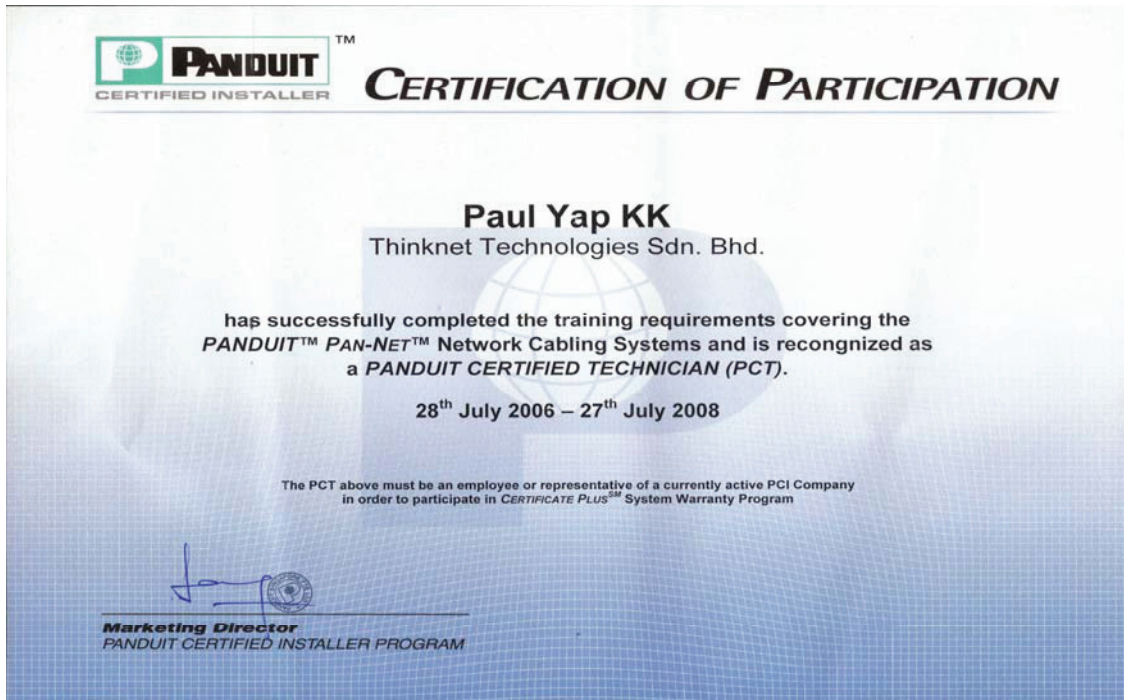 PANDUIT™
CERTIFIED INSTALLER
CERTIFICATION OF PARTICIPATION
Paul Yap KK
Thinknet Technologies Sdn. Bhd.
has successfully completed the training requirements covering the
PANDUIT™ PAN-NET™ Network Cabling Systems and is recongnized as
a PANDUIT CERTIFIED TECHNICIAN (PCT).
28th July 2006 – 27th July 2008
The PCT above must be an employee or representative of a currently active PCI Company
in order to participate in CERTIFICATE PLUS℠ System Warranty Program
Marketing Director
PANDUIT CERTIFIED INSTALLER PROGRAM